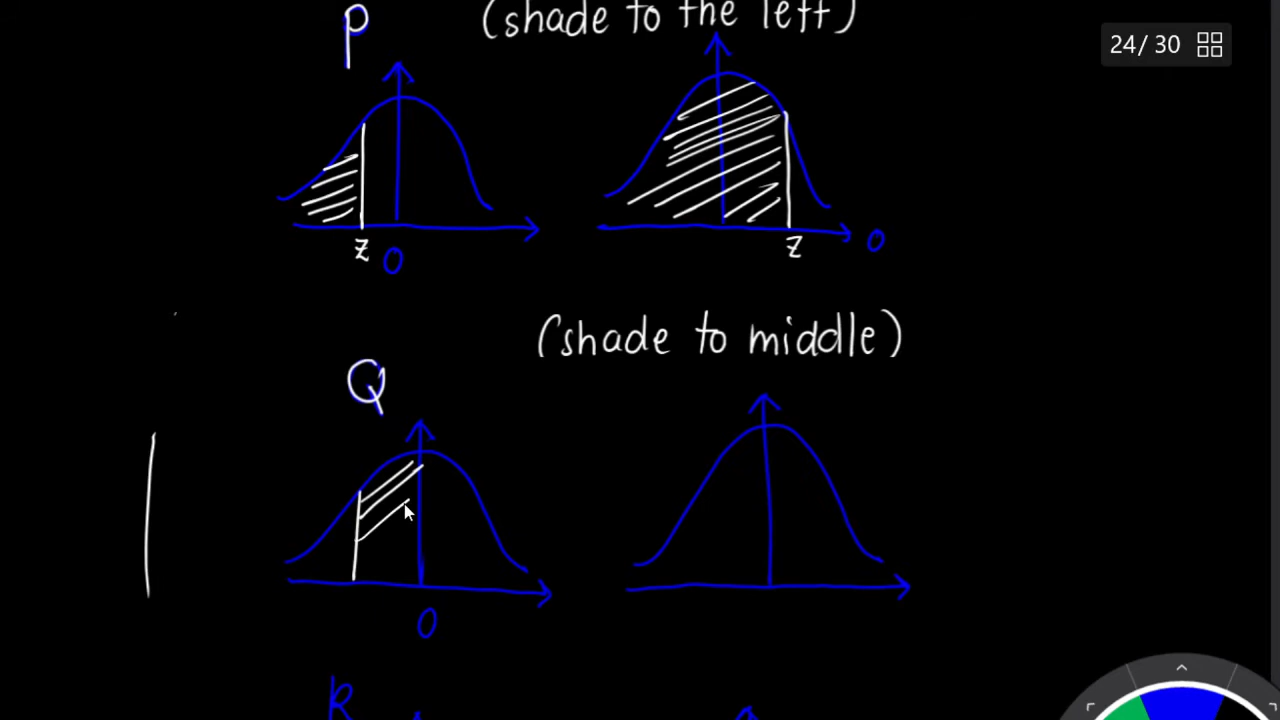 P (shade to the left)
24/ 30
z 0
z 0
(shade to middle)
Q
0
R